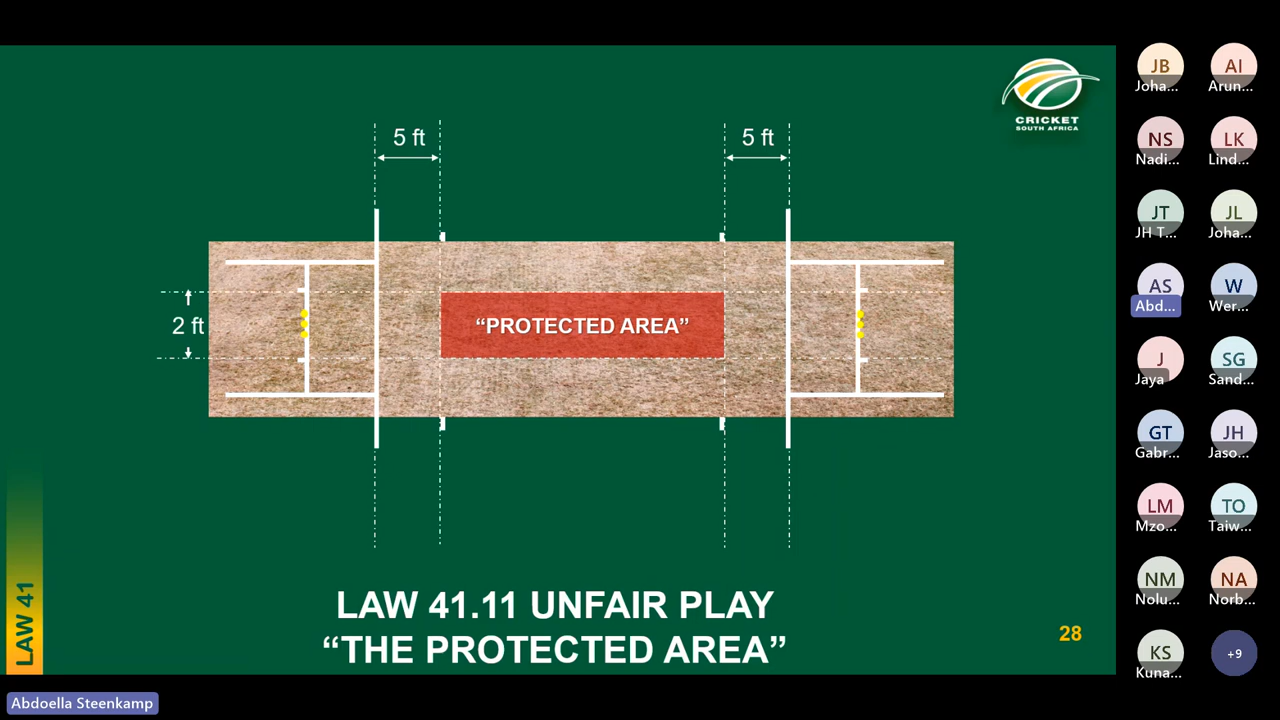 5 ft
5 ft
CRICKET
SOUTH AFRICA
2 ft
“PROTECTED AREA”
LAW 41.11 UNFAIR PLAY
“THE PROTECTED AREA”
28
LAW 41
Abdoella Steenkamp
JB
AI
Joha...
Arun...
NS
LK
Nadi...
Lind...
JT
JL
JH T...
Joha...
AS
W
Abd...
Wer...
J
SG
Jaya
Sand...
GT
JH
Gabr...
Jaso...
LM
TO
Mzo...
Taiw...
NM
NA
Nolu...
Norb...
KS
+9
Kuna...